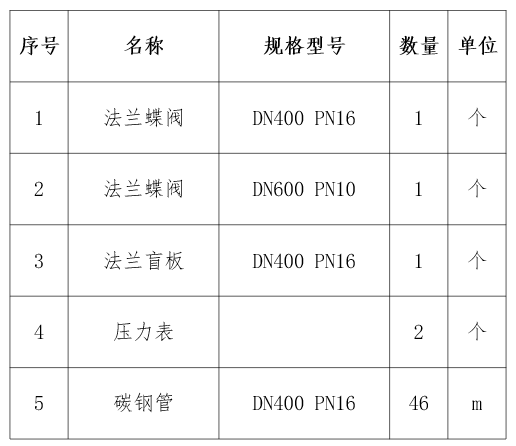 序号 名称 规格型号 数量 单位
1 法兰蝶阀 DN400 PN16 1 个
2 法兰蝶阀 DN600 PN10 1 个
3 法兰盲板 DN400 PN16 1 个
4 压力表 2 个
5 碳钢管 DN400 PN16 46 m